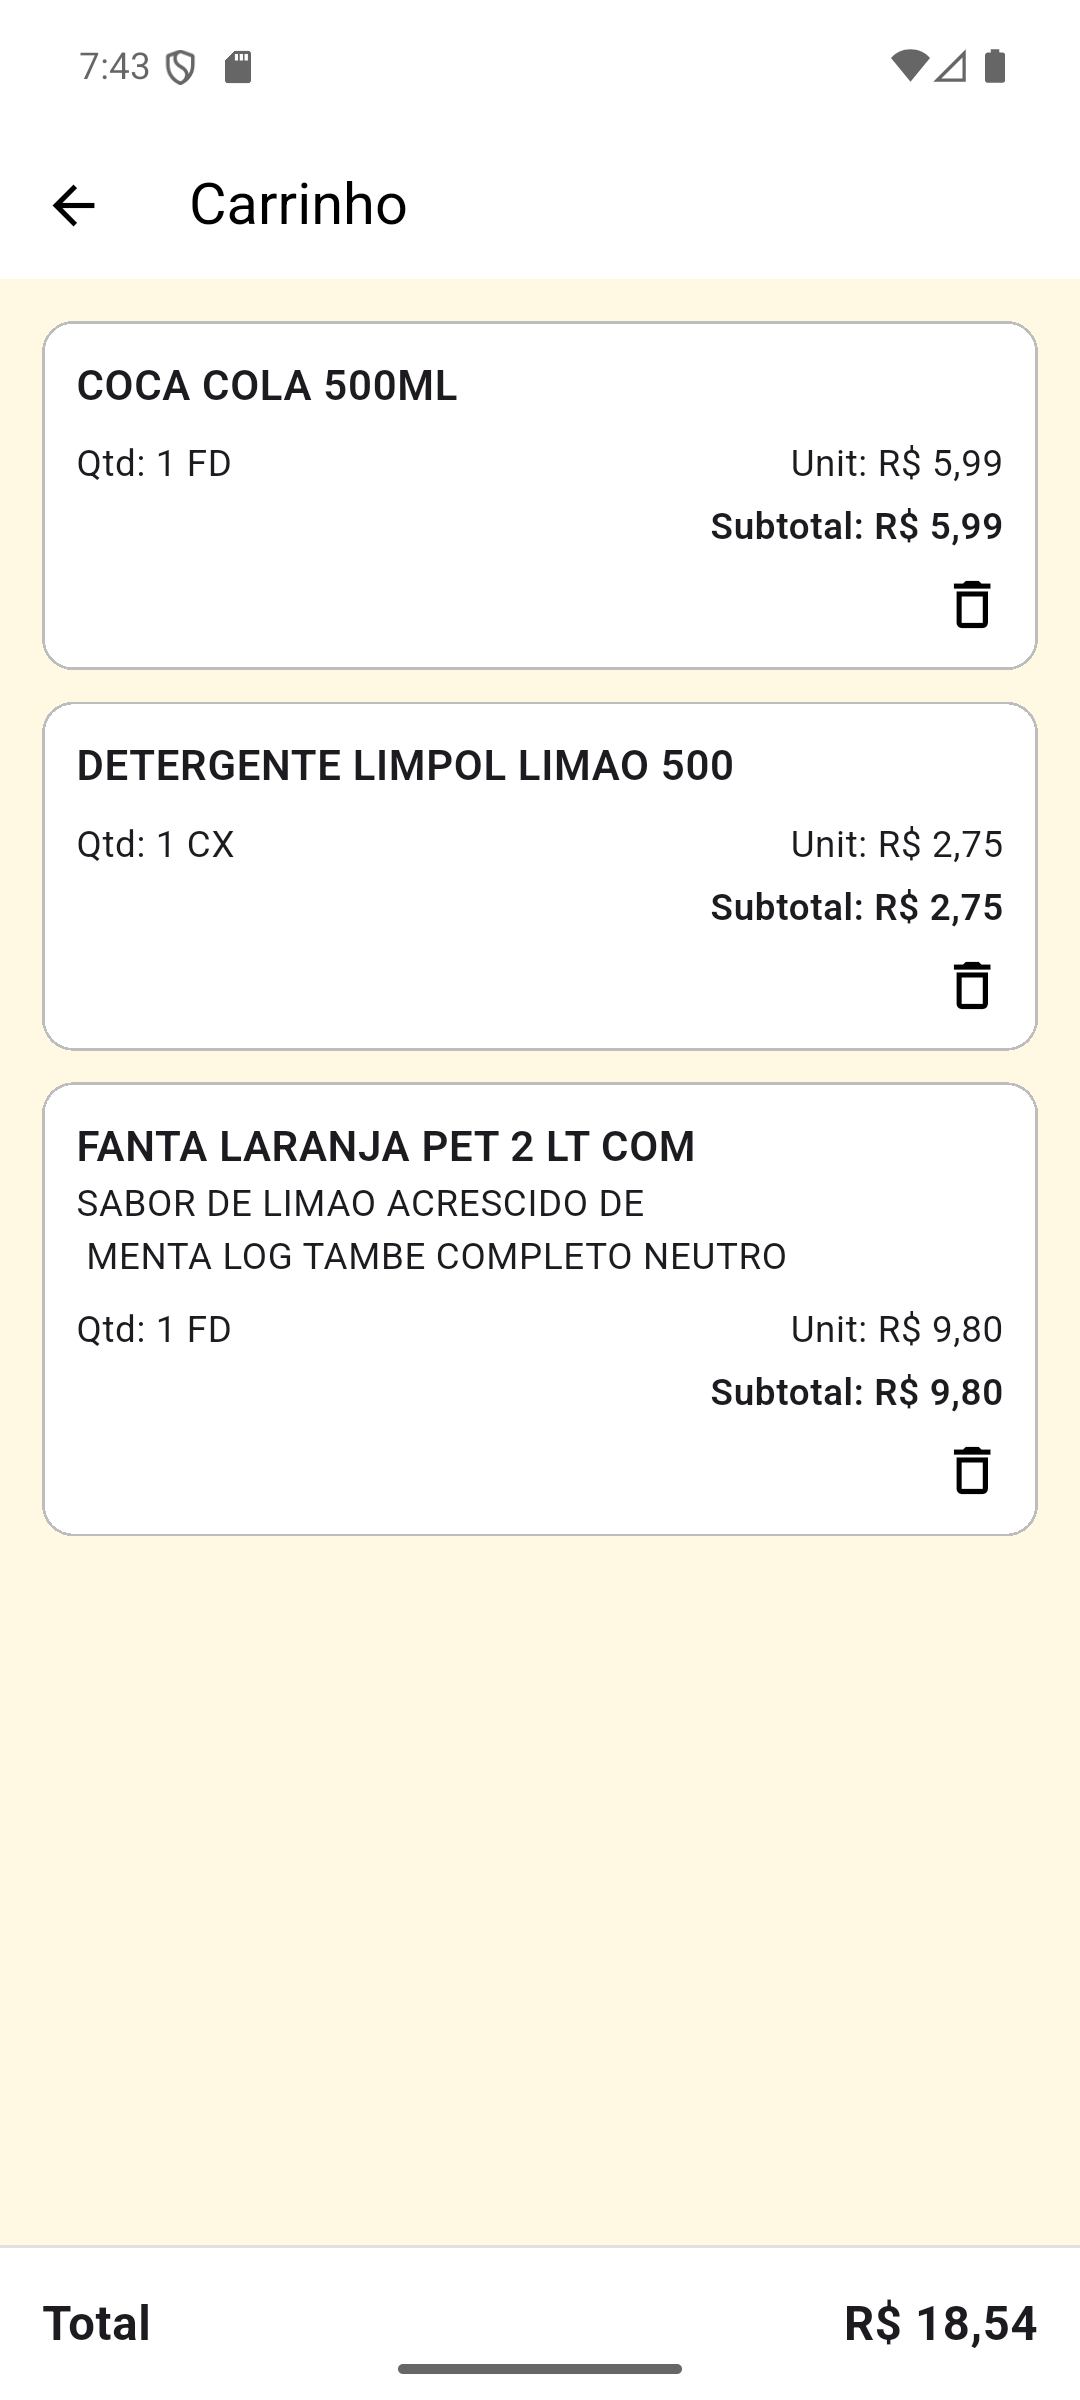 7:43
Carrinho
COCA COLA 500ML
Qtd: 1 FD
Unit: R$ 5,99
Subtotal: R$ 5,99
DETERGENTE LIMPOL LIMAO 500
Qtd: 1 CX
Unit: R$ 2,75
Subtotal: R$ 2,75
FANTA LARANJA PET 2 LT COM
SABOR DE LIMAO ACRESCIDO DE
MENTA LOG TAMBE COMPLETO NEUTRO
Qtd: 1 FD
Unit: R$ 9,80
Subtotal: R$ 9,80
Total
R$ 18,54